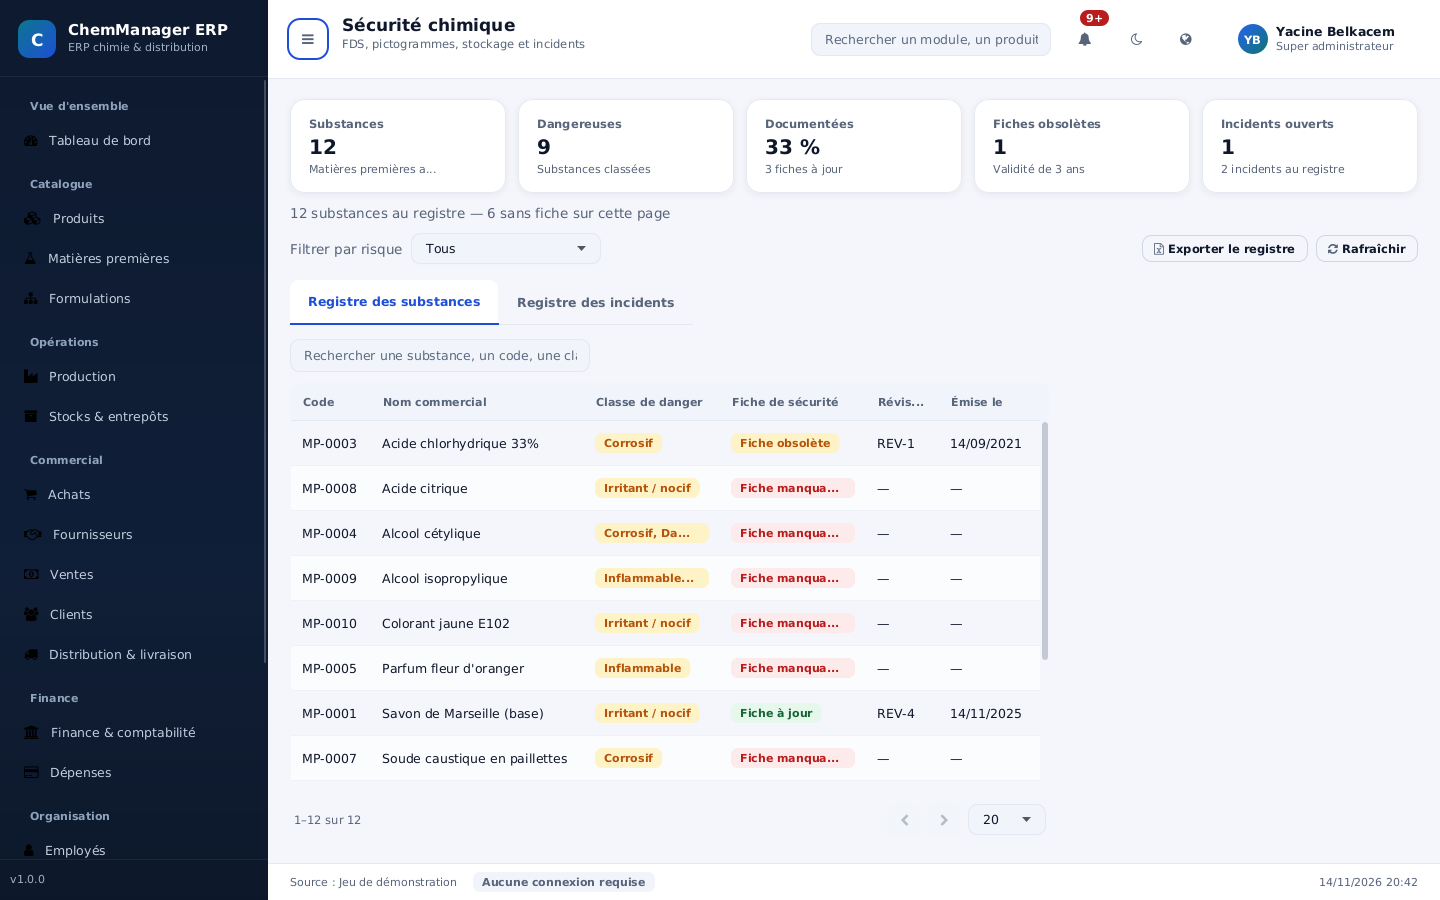 C
ChemManager ERP
ERP chimie & distribution
Vue d'ensemble
Tableau de bord
Catalogue
Produits
Matières premières
Formulations
Opérations
Production
Stocks & entrepôts
Commercial
Achats
Fournisseurs
Ventes
Clients
Distribution & livraison
Finance
Finance & comptabilité
Dépenses
Organisation
Employés
v1.0.0
Sécurité chimique
FDS, pictogrammes, stockage et incidents
Rechercher un module, un produit
9+
YB
Yacine Belkacem
Super administrateur
Substances
12
Matières premières a...
Dangereuses
9
Substances classées
Documentées
33 %
3 fiches à jour
Fiches obsolètes
1
Validité de 3 ans
Incidents ouverts
1
2 incidents au registre
12 substances au registre — 6 sans fiche sur cette page
Filtrer par risque Tous
Exporter le registre Rafraîchir
Registre des substances Registre des incidents
Rechercher une substance, un code, une cla
Code Nom commercial Classe de danger Fiche de sécurité Révis... Émise le
MP-0003 Acide chlorhydrique 33% Corrosif Fiche obsolète REV-1 14/09/2021
MP-0008 Acide citrique Irritant / nocif Fiche manqua... — —
MP-0004 Alcool cétylique Corrosif, Da... Fiche manqua... — —
MP-0009 Alcool isopropylique Inflammable... Fiche manqua... — —
MP-0010 Colorant jaune E102 Irritant / nocif Fiche manqua... — —
MP-0005 Parfum fleur d'oranger Inflammable Fiche manqua... — —
MP-0001 Savon de Marseille (base) Irritant / nocif Fiche à jour REV-4 14/11/2025
MP-0007 Soude caustique en paillettes Corrosif Fiche manqua... — —
1–12 sur 12
20
Source : Jeu de démonstration Aucune connexion requise 14/11/2026 20:42